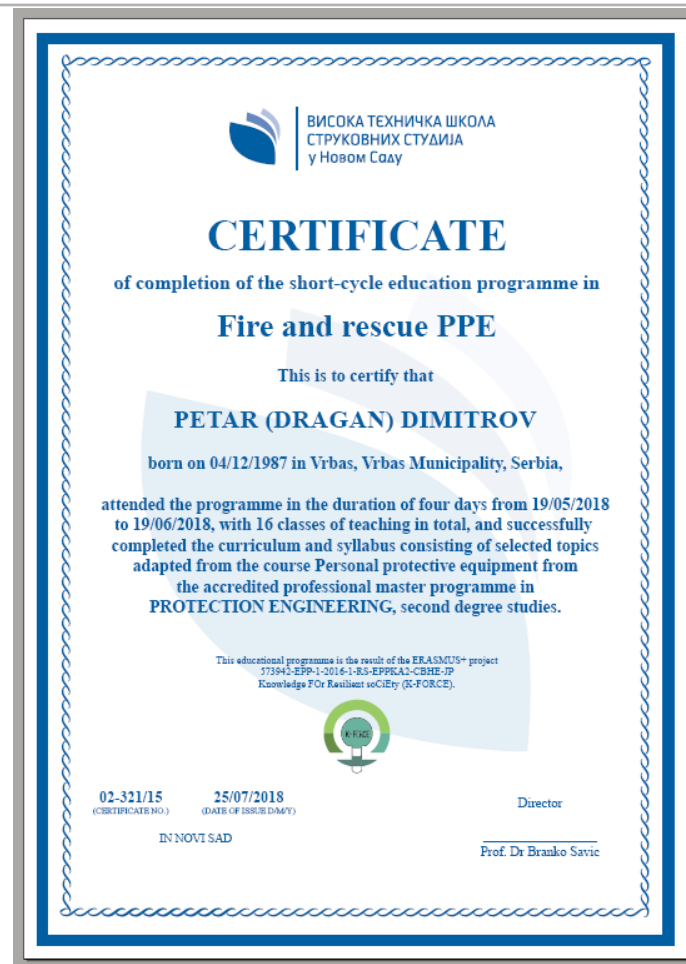 ВИСОКА ТЕХНИЧКА ШКОЛА
СТРУКОВНИХ СТУДИЈА
у Новом Саду
CERTIFICATE
of completion of the short-cycle education programme in
Fire and rescue PPE
This is to certify that
PETAR (DRAGAN) DIMITROV
born on 04/12/1987 in Vrbas, Vrbas Municipality, Serbia,
attended the programme in the duration of four days from 19/05/2018
to 19/06/2018, with 16 classes of teaching in total, and successfully
completed the curriculum and syllabus consisting of selected topics
adapted from the course Personal protective equipment from
the accredited professional master programme in
PROTECTION ENGINEERING, second degree studies.
This educational programme is the result of the ERASMUS+ project
573942-EPP-1-2016-1-RS-EPPKA2-CBHE-JP
Knowledge FOr Resilient soCiEty (K-FORCE).
K-FORCE
02-321/15 25/07/2018
(CERTIFICATE NO.) (DATE OF ISSUE D/M/Y)
Director
IN NOVI SAD
Prof. Dr Branko Savic